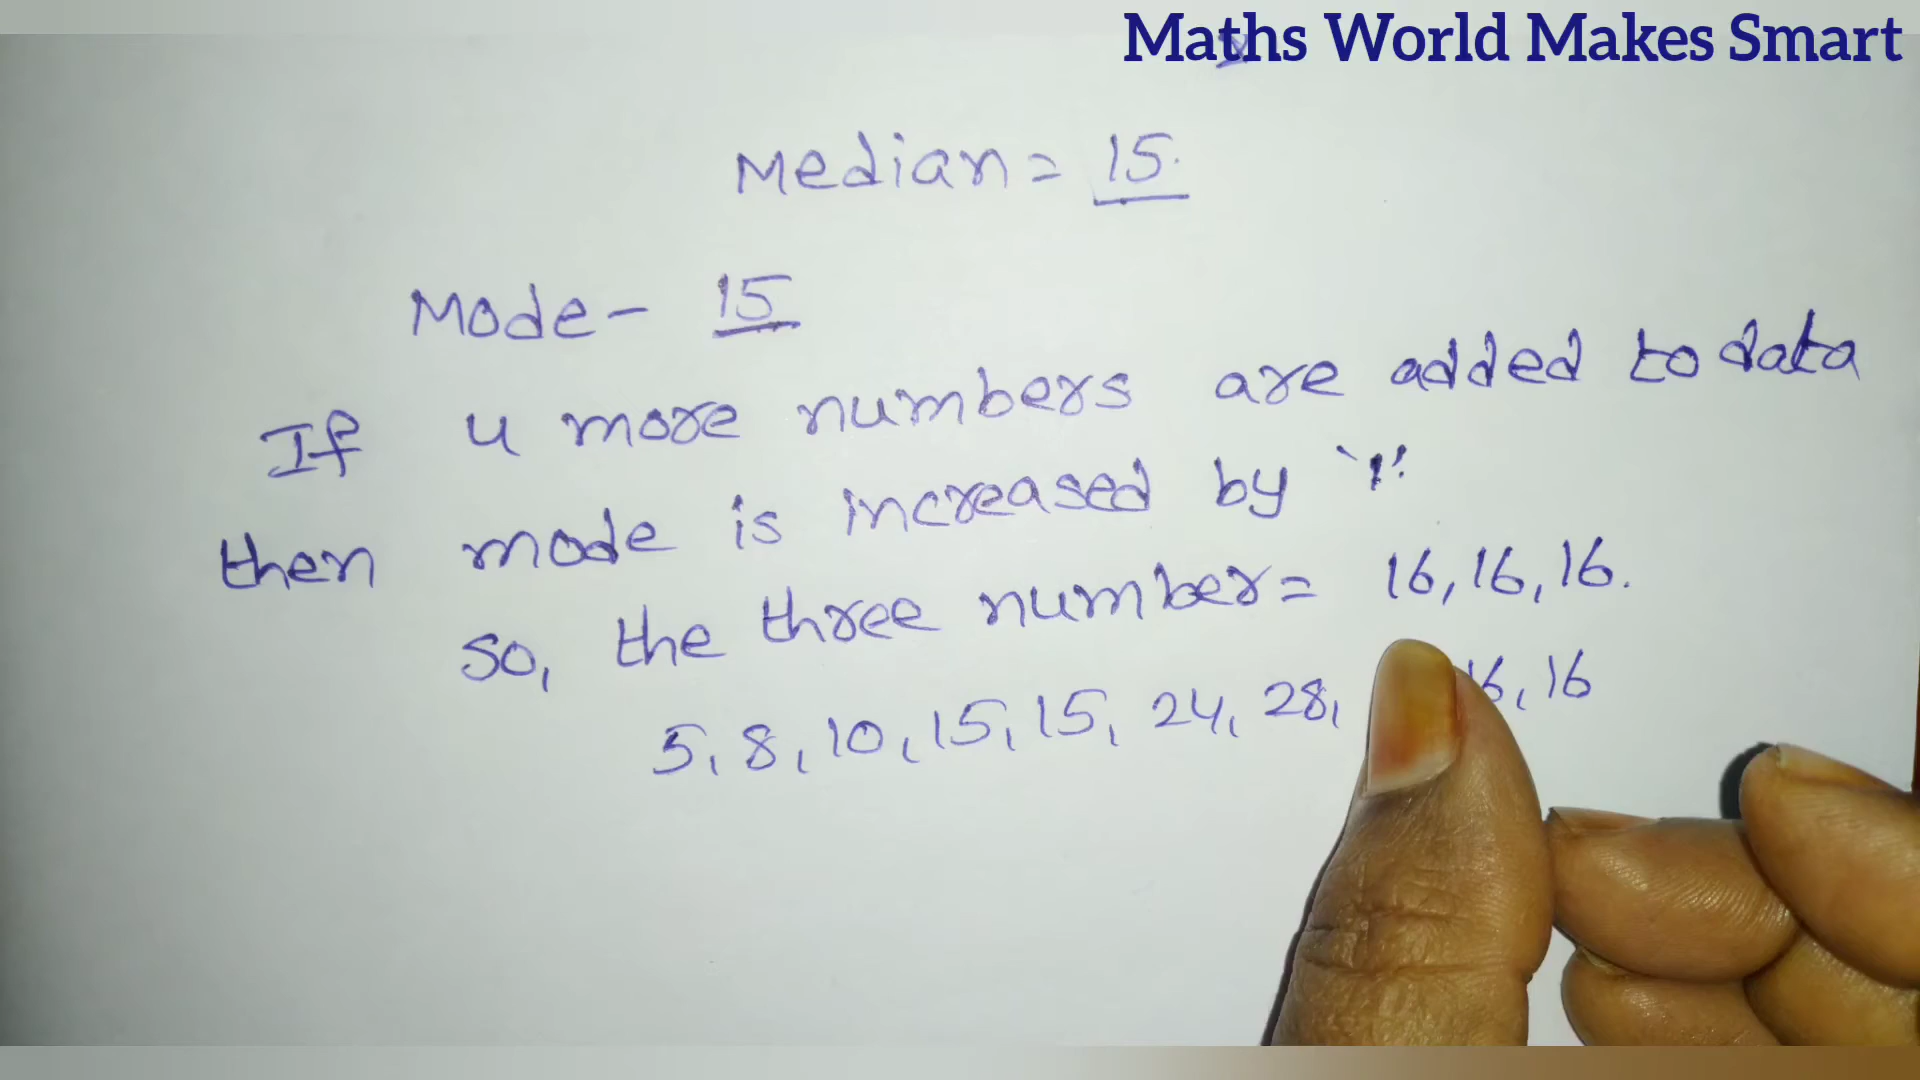 Maths World Makes Smart
Median = 15.
Mode - 15
If 4 more numbers are added to data
then mode is increased by "1"
So, the three number = 16, 16, 16.
5, 8, 10, 15, 15, 24, 28, 16, 16